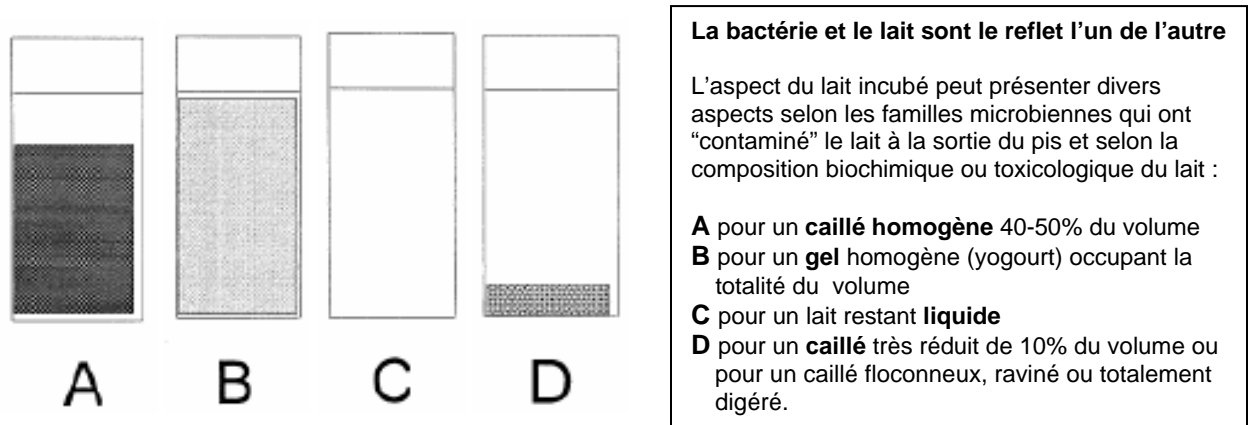 A B C D
La bactérie et le lait sont le reflet l’un de l’autre
L’aspect du lait incubé peut présenter divers
aspects selon les familles microbiennes qui ont
“contaminé” le lait à la sortie du pis et selon la
composition biochimique ou toxicologique du lait :
A pour un caillé homogène 40-50% du volume
B pour un gel homogène (yogourt) occupant la
totalité du volume
C pour un lait restant liquide
D pour un caillé très réduit de 10% du volume ou
pour un caillé floconneux, raviné ou totalement
digéré.